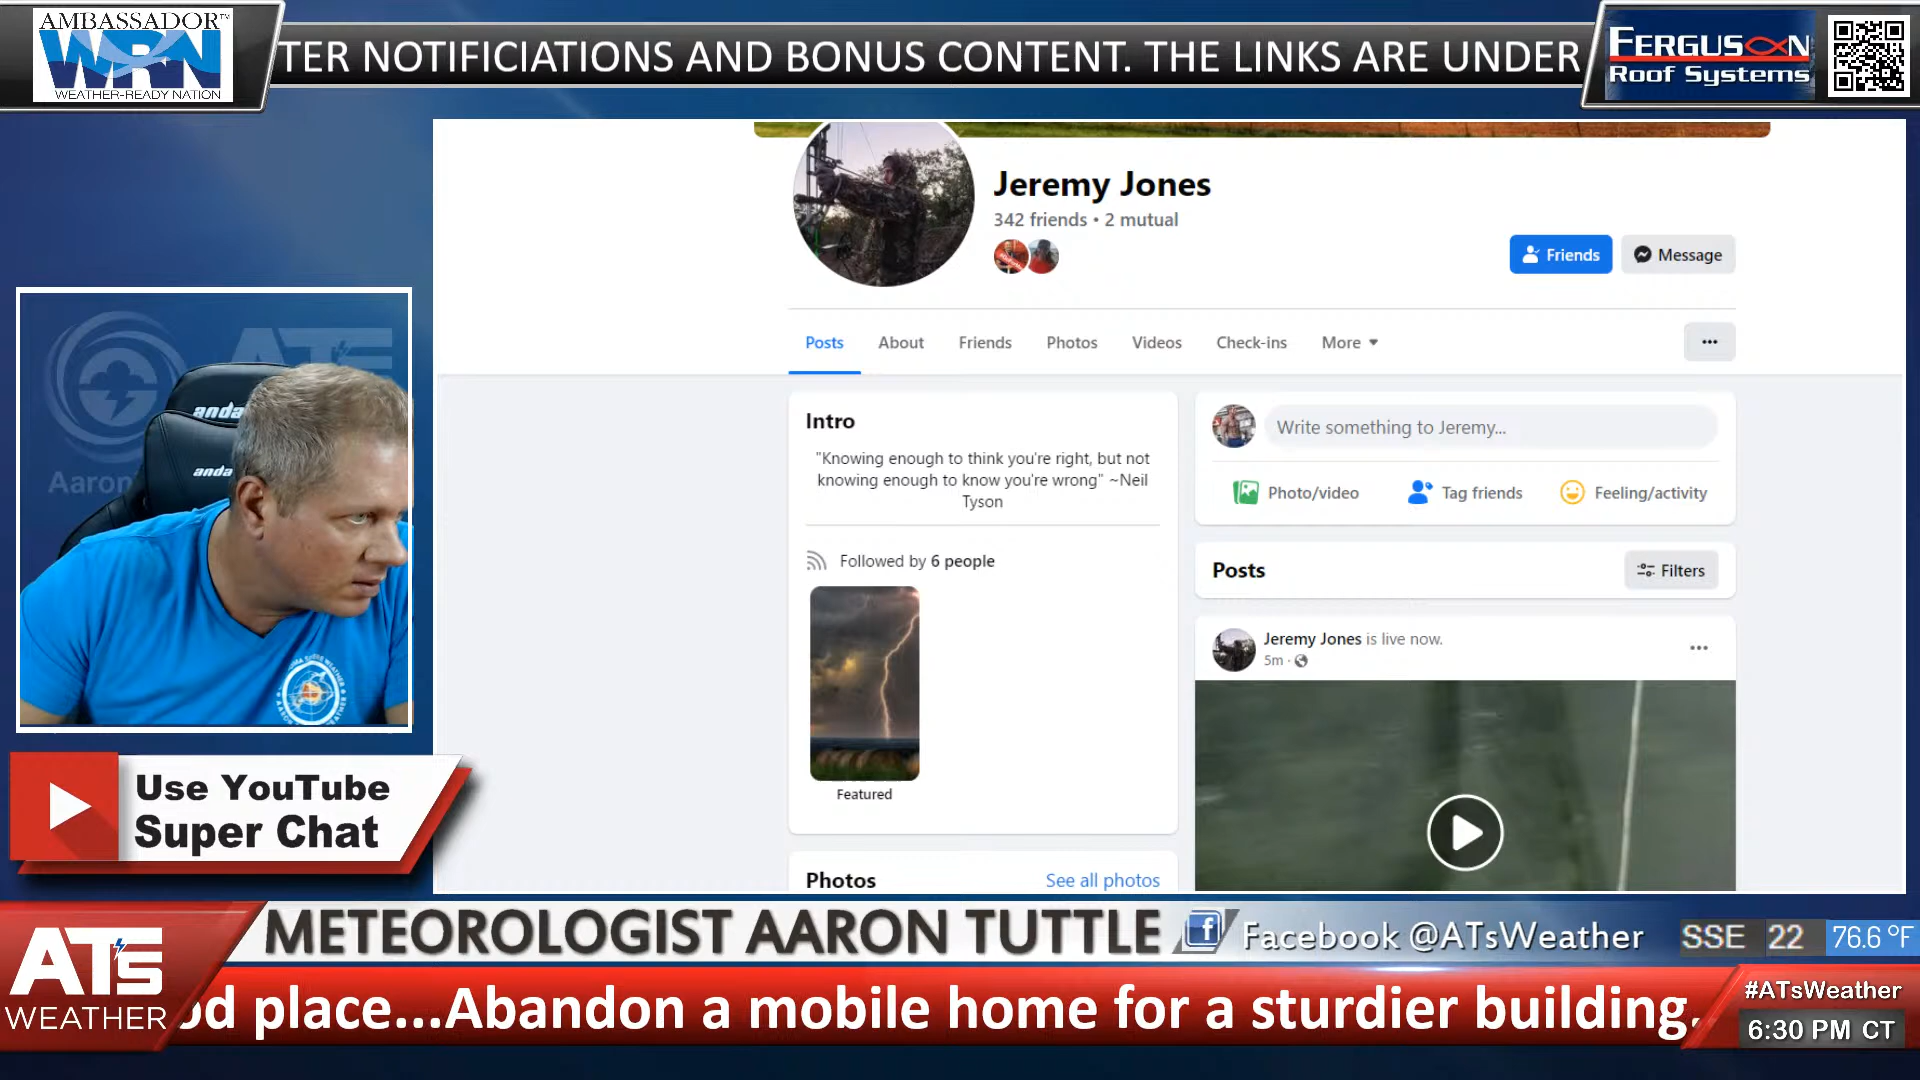 AMBASSADOR™
WRN
WEATHER-READY NATION
TER NOTIFICIATIONS AND BONUS CONTENT. THE LINKS ARE UNDER
FERGUSON
Roof Systems
Jeremy Jones
342 friends • 2 mutual
Friends
Message
Posts
About
Friends
Photos
Videos
Check-ins
More
Intro
"Knowing enough to think you're right, but not
knowing enough to know you're wrong" ~Neil
Tyson
Followed by 6 people
Featured
Photos
See all photos
Write something to Jeremy...
Photo/video
Tag friends
Feeling/activity
Posts
Filters
Jeremy Jones is live now.
5m ·
ATs
Aaron
anda
anda
Use YouTube
Super Chat
METEOROLOGIST AARON TUTTLE
Facebook @ATsWeather
SSE 22 76.6 °F
ATs
WEATHER
od place...Abandon a mobile home for a sturdier building.
#ATsWeather
6:30 PM CT